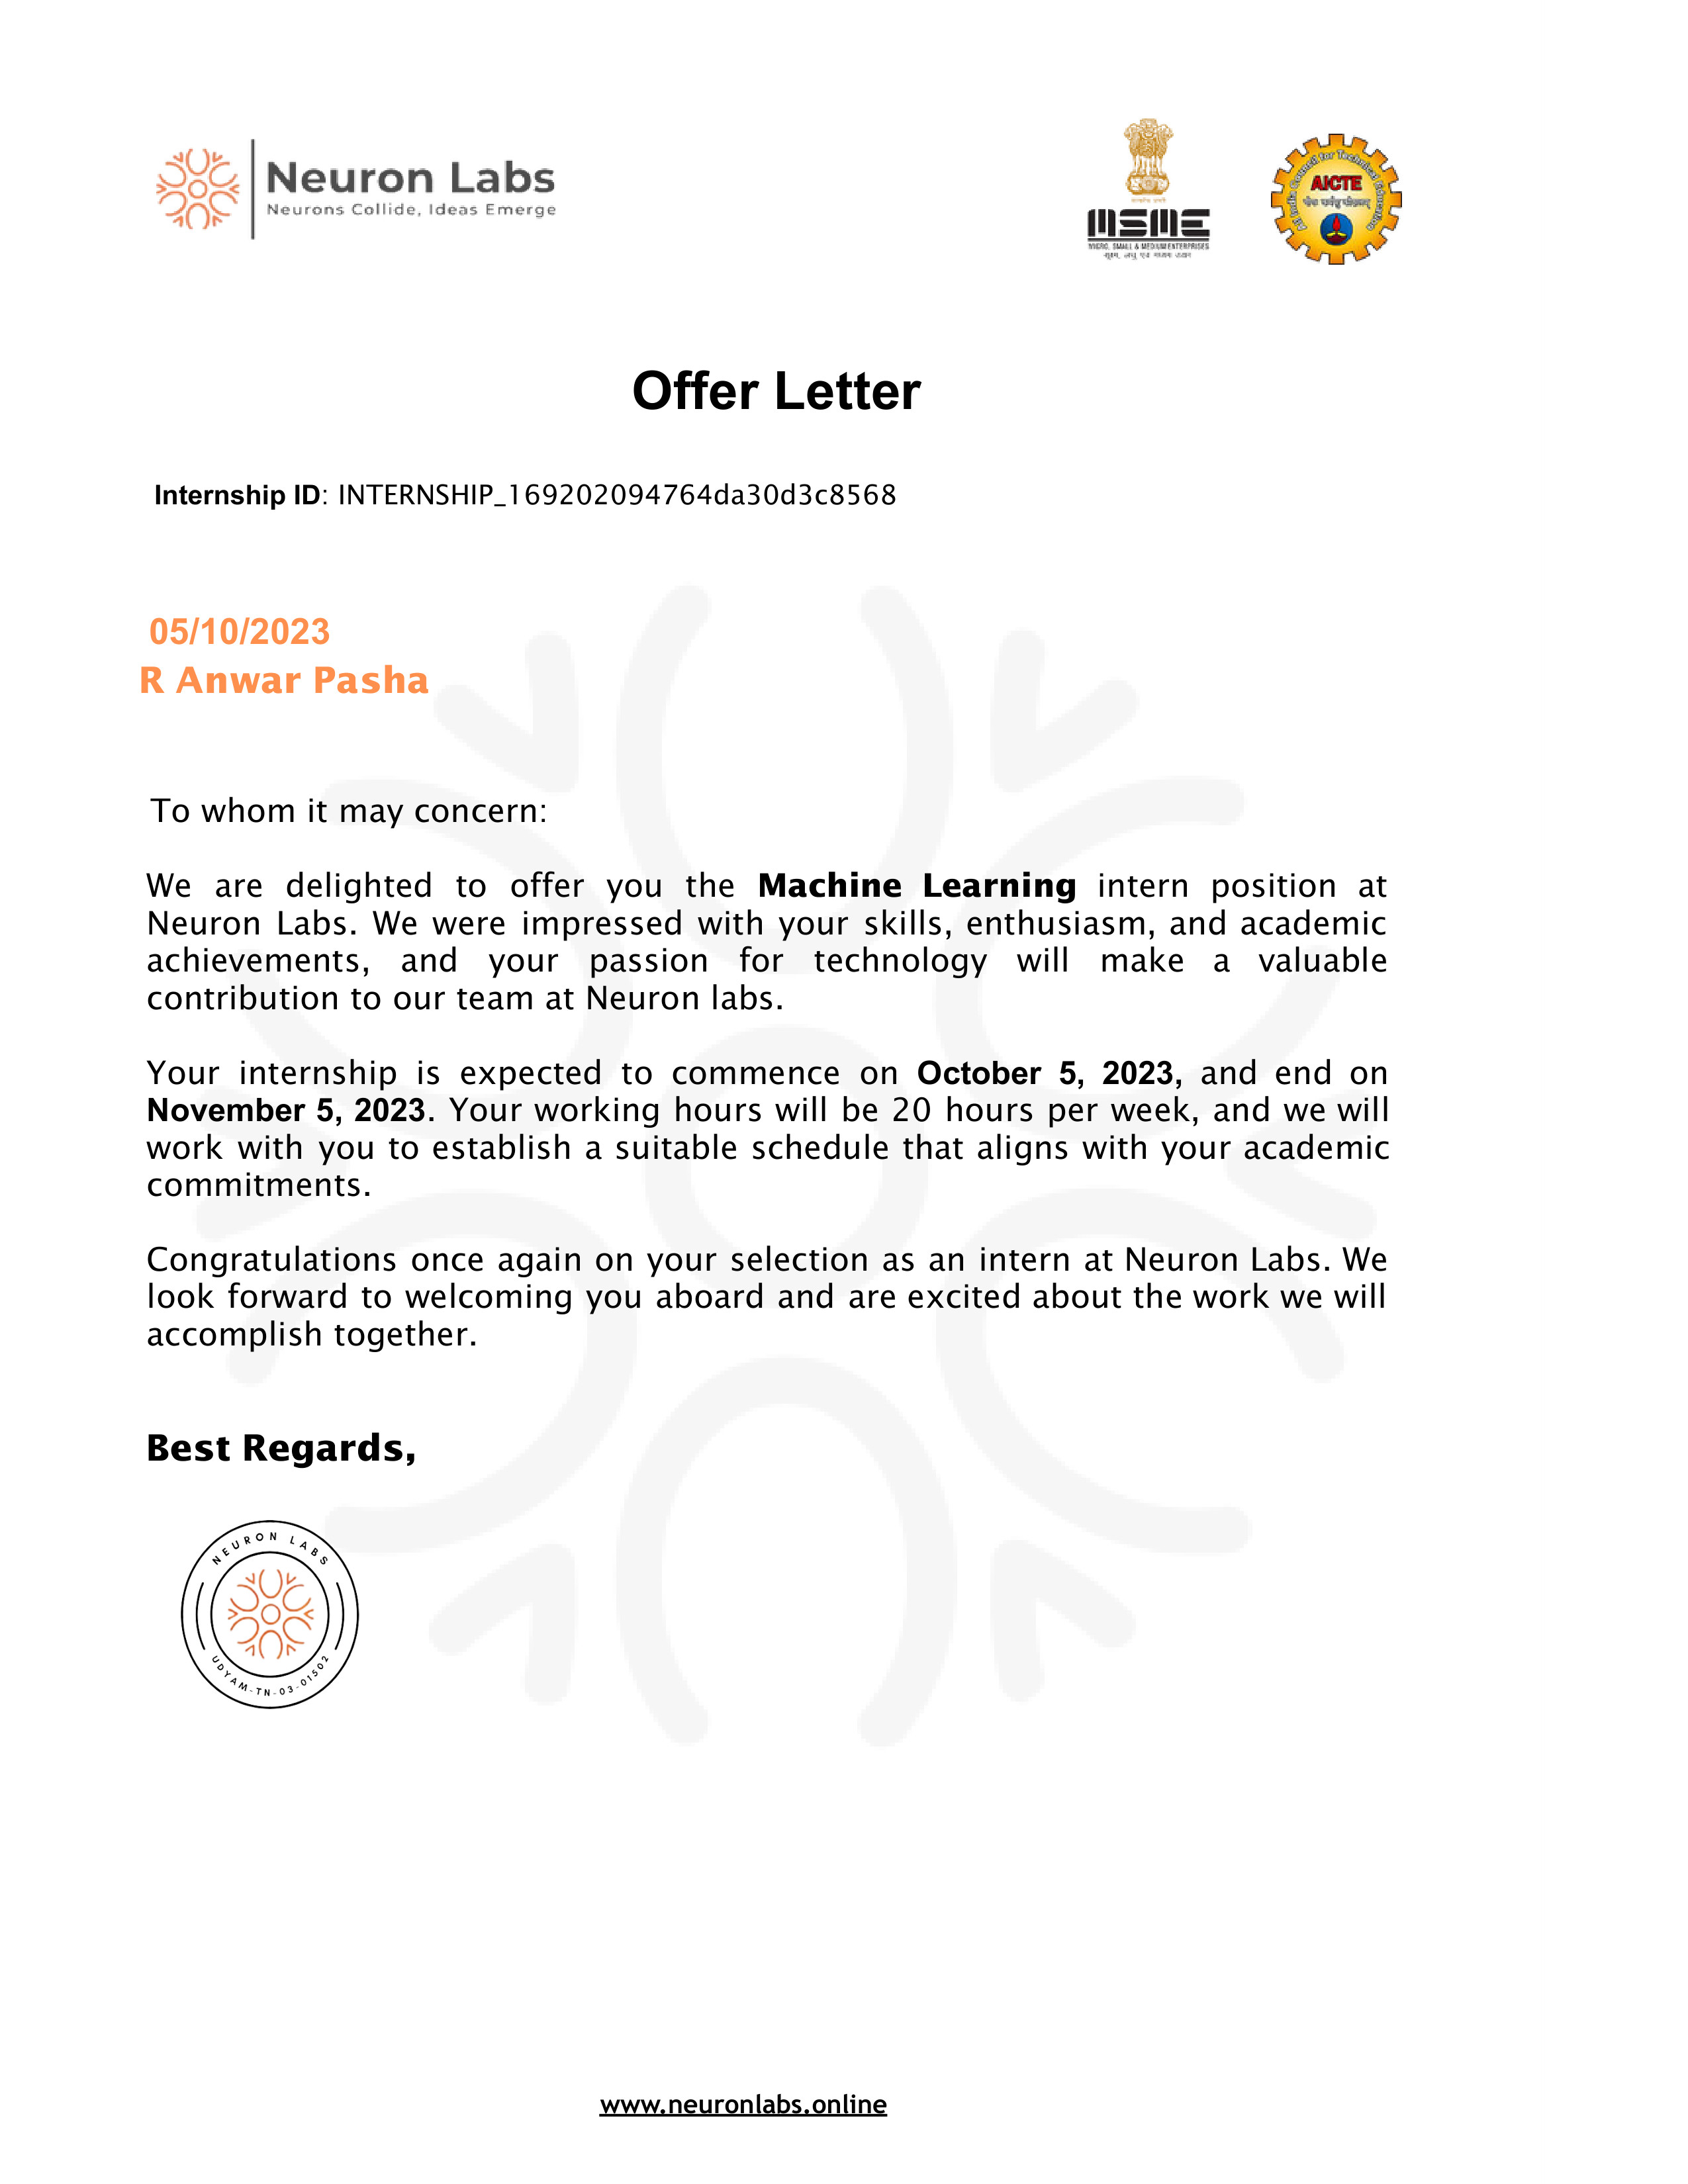 Neuron Labs
Neurons Collide, Ideas Emerge
MSME
MICRO, SMALL & MEDIUM ENTERPRISES
सूक्ष्म, लघु एवं मध्यम उद्यम
All India Council for Technical Education
AICTE
Offer Letter
Internship ID: INTERNSHIP_169202094764da30d3c8568
05/10/2023
R Anwar Pasha
To whom it may concern:
We are delighted to offer you the Machine Learning intern position at
Neuron Labs. We were impressed with your skills, enthusiasm, and academic
achievements, and your passion for technology will make a valuable
contribution to our team at Neuron labs.
Your internship is expected to commence on October 5, 2023, and end on
November 5, 2023. Your working hours will be 20 hours per week, and we will
work with you to establish a suitable schedule that aligns with your academic
commitments.
Congratulations once again on your selection as an intern at Neuron Labs. We
look forward to welcoming you aboard and are excited about the work we will
accomplish together.
Best Regards,
NEURON LABS
UDYAM-TN-03-01502
www.neuronlabs.online